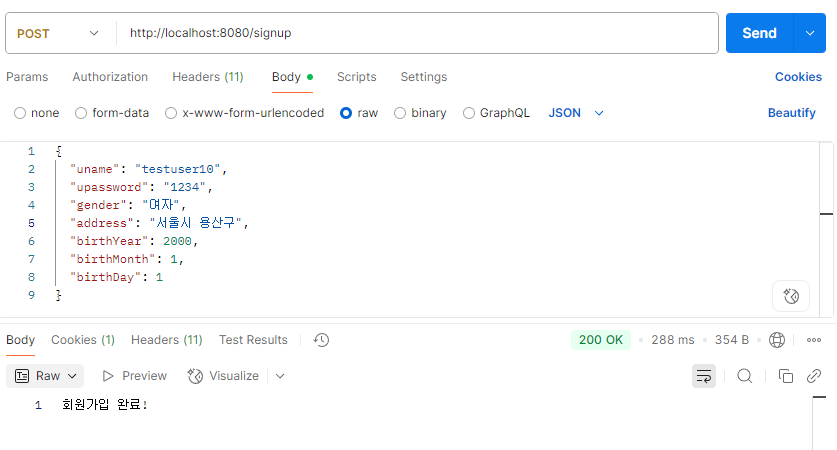 POST http://localhost:8080/signup Send
Params Authorization Headers (11) Body Scripts Settings Cookies
none form-data x-www-form-urlencoded raw binary GraphQL JSON Beautify
1 {
2 "uname": "testuser10",
3 "upassword": "1234",
4 "gender": "여자",
5 "address": "서울시 용산구",
6 "birthYear": 2000,
7 "birthMonth": 1,
8 "birthDay": 1
9 }
Body Cookies (1) Headers (11) Test Results 200 OK 288 ms 354 B
Raw Preview Visualize
1 회원가입 완료!